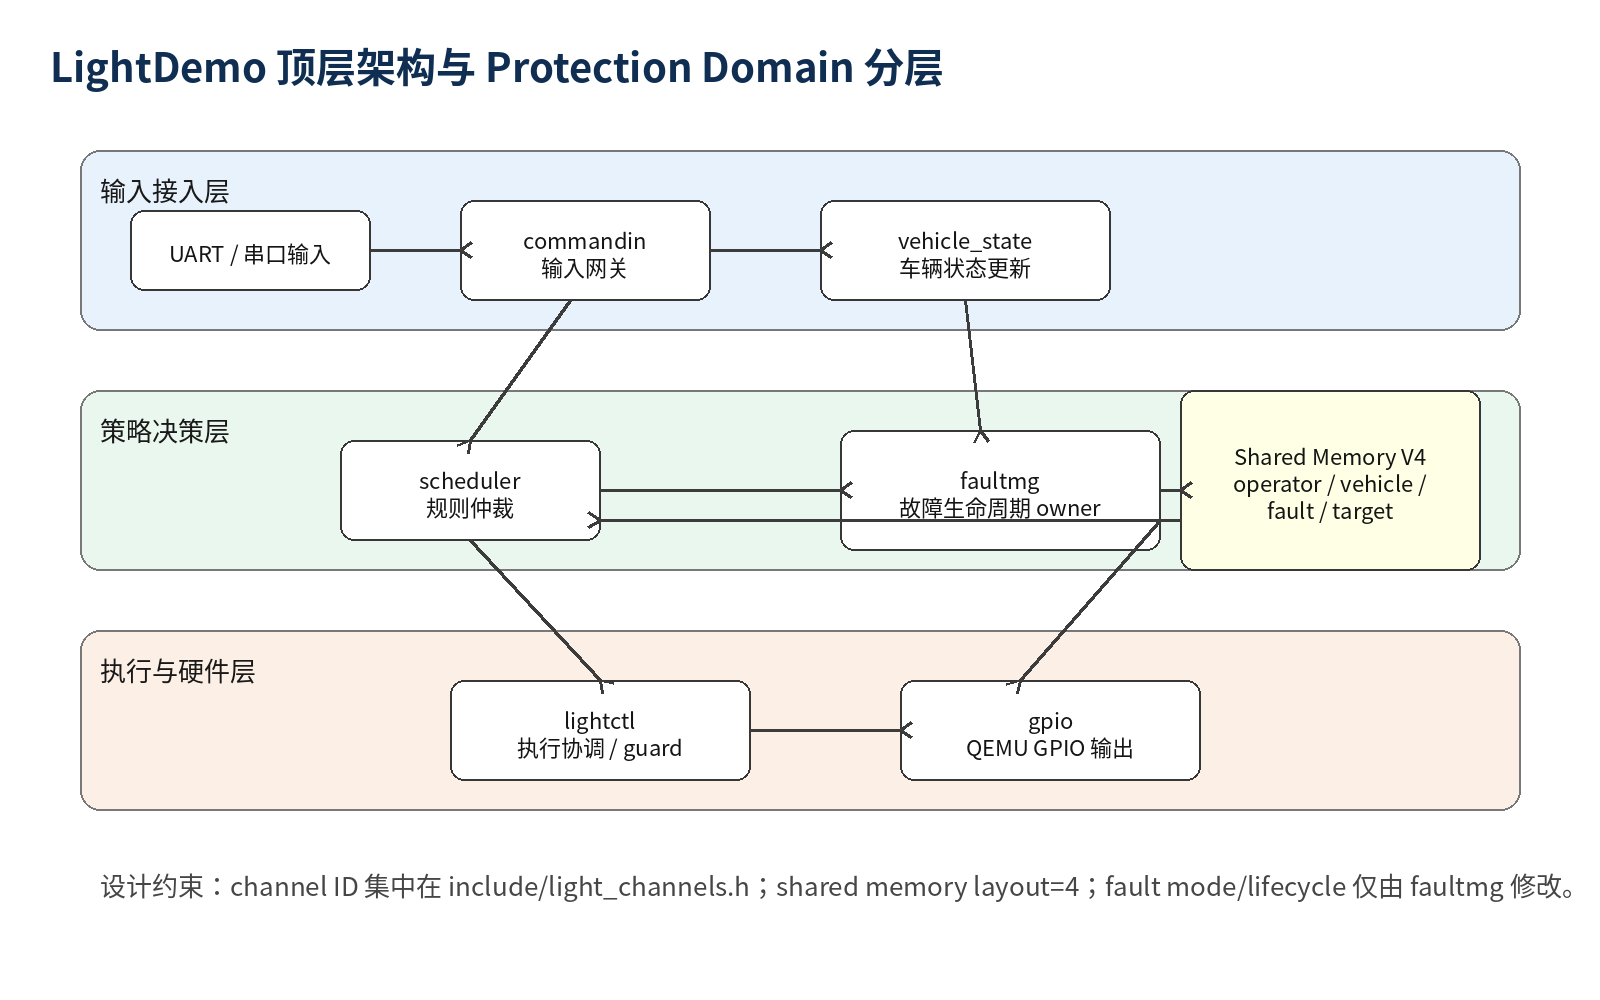 LightDemo 顶层架构与 Protection Domain 分层
输入接入层
UART / 串口输入
commandin
输入网关
vehicle_state
车辆状态更新
策略决策层
scheduler
规则仲裁
faultmg
故障生命周期 owner
Shared Memory V4
operator / vehicle /
fault / target
执行与硬件层
lightctl
执行协调 / guard
gpio
QEMU GPIO 输出
设计约束：channel ID 集中在 include/light_channels.h；shared memory layout=4；fault mode/lifecycle 仅由 faultmg 修改。